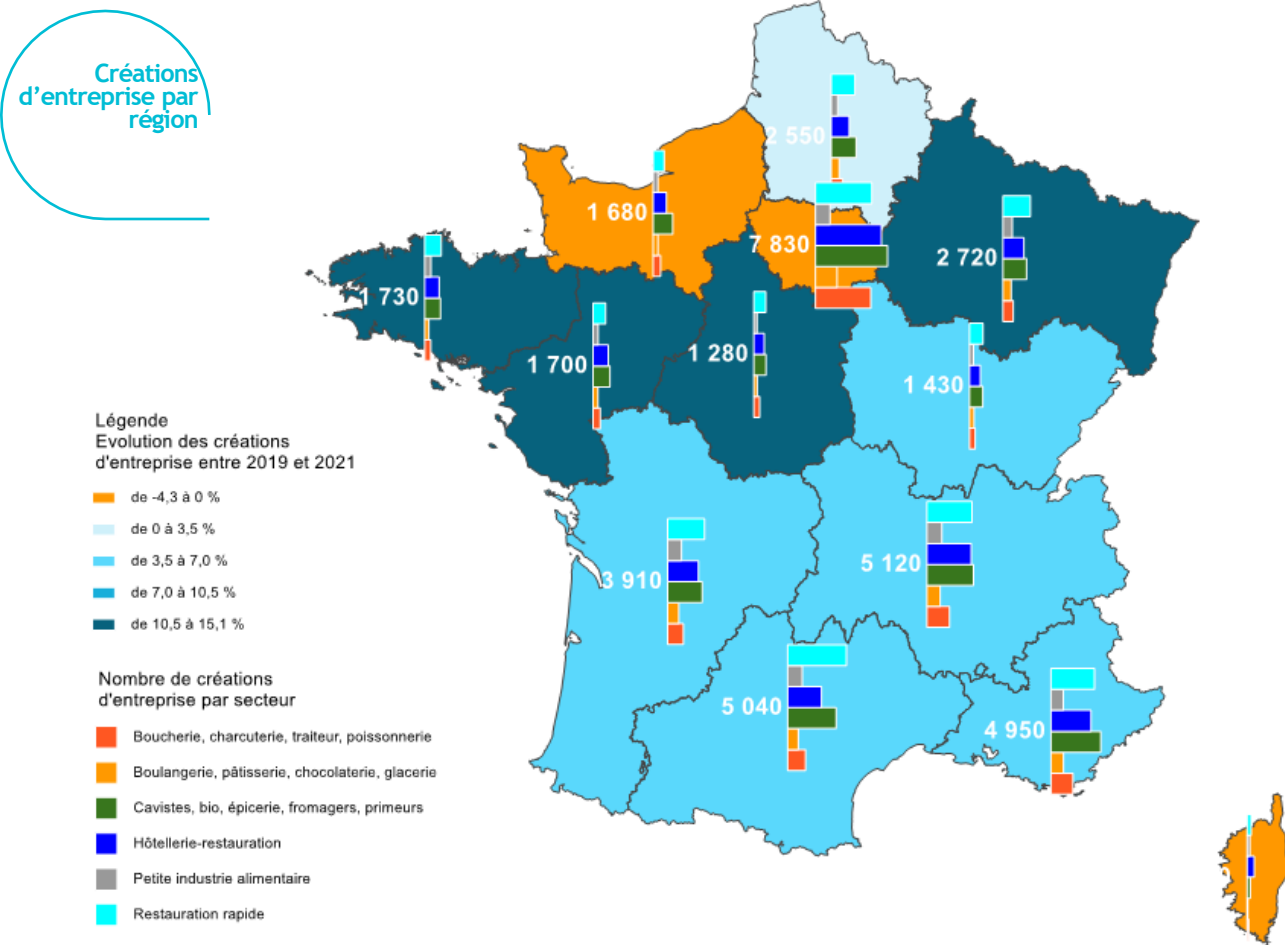 Créations
d’entreprise par
région
2 550
1 680
7 830
2 720
1 730
1 700
1 280
1 430
Légende
Evolution des créations
d'entreprise entre 2019 et 2021
de -4,3 à 0 %
de 0 à 3,5 %
de 3,5 à 7,0 %
de 7,0 à 10,5 %
de 10,5 à 15,1 %
3 910
5 120
5 040
4 950
Nombre de créations
d'entreprise par secteur
Boucherie, charcuterie, traiteur, poissonnerie
Boulangerie, pâtisserie, chocolaterie, glacerie
Cavistes, bio, épicerie, fromagers, primeurs
Hôtellerie-restauration
Petite industrie alimentaire
Restauration rapide